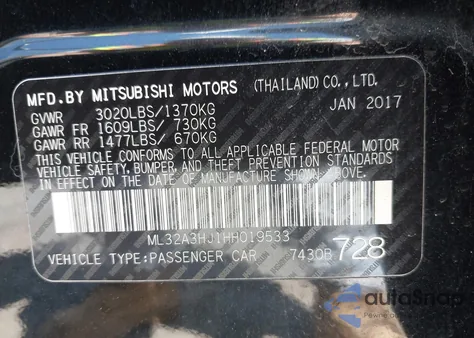 MFD.BY MITSUBISHI MOTORS (THAILAND) CO., LTD.
GVWR 3020LBS/1370KG JAN 2017
GAWR FR 1609LBS/ 730KG
GAWR RR 1477LBS/ 670KG
THIS VEHICLE CONFORMS TO ALL APPLICABLE FEDERAL MOTOR
VEHICLE SAFETY, BUMPER, AND THEFT PREVENTION STANDARDS
IN EFFECT ON THE DATE OF MANUFACTURE SHOWN ABOVE.
ML32A3HJ1HH019533
VEHICLE TYPE:PASSENGER CAR 7430B 728
autoSnap